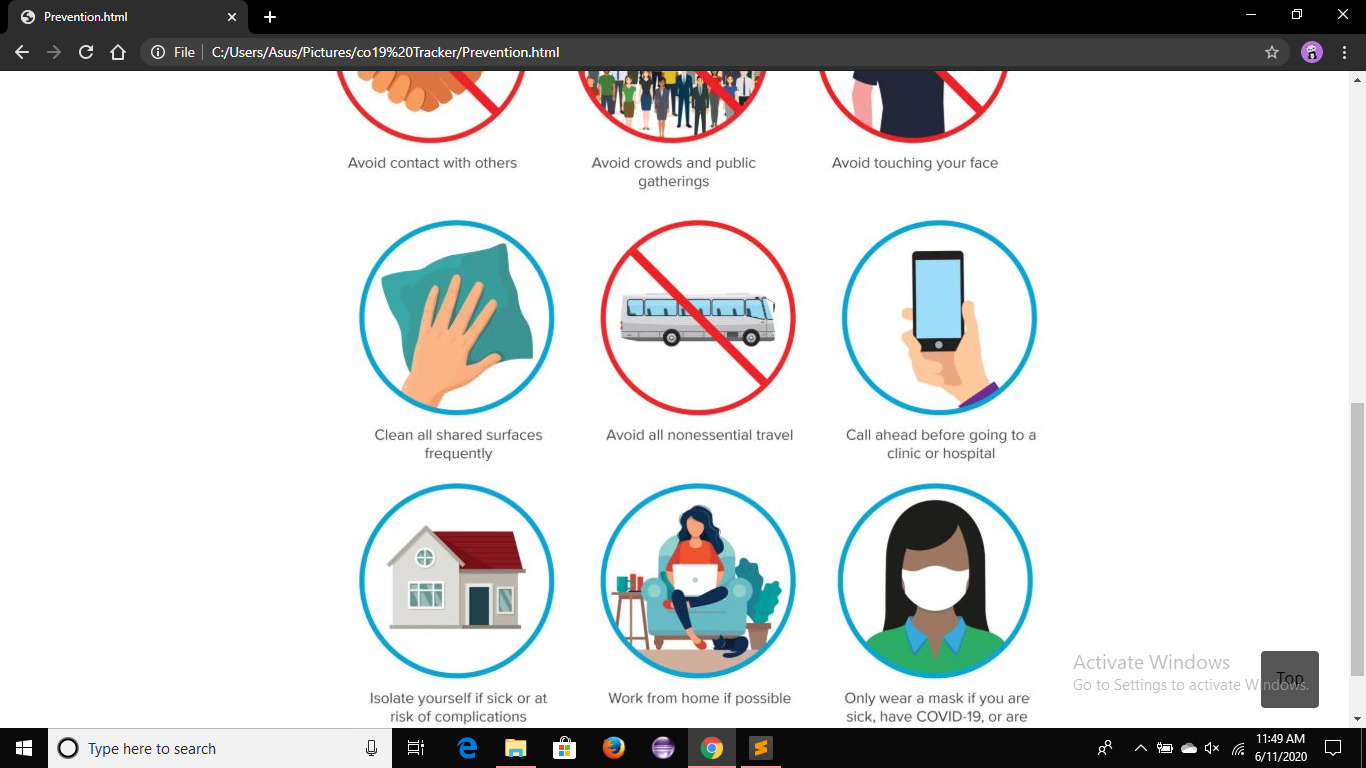 Prevention.html
File
C:/Users/Asus/Pictures/co19%20Tracker/Prevention.html
Avoid contact with others
Avoid crowds and public
gatherings
Avoid touching your face
Clean all shared surfaces
frequently
Avoid all nonessential travel
Call ahead before going to a
clinic or hospital
Isolate yourself if sick or at
risk of complications
Work from home if possible
Only wear a mask if you are
sick, have COVID-19, or are
Activate Windows
Go to Settings to activate Windows.
Top
Type here to search
11:49 AM
6/11/2020